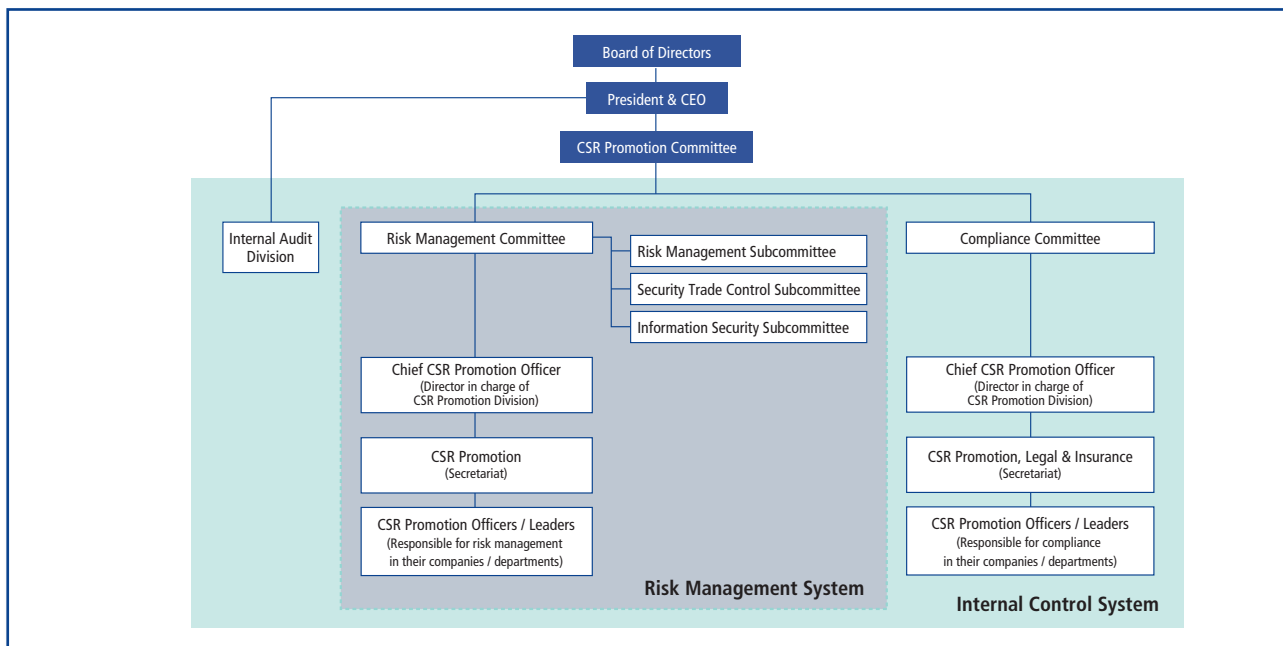 Board of Directors
President & CEO
CSR Promotion Committee
Internal Audit
Division
Risk Management Committee
Risk Management Subcommittee
Security Trade Control Subcommittee
Information Security Subcommittee
Compliance Committee
Chief CSR Promotion Officer
(Director in charge of
CSR Promotion Division)
CSR Promotion
(Secretariat)
CSR Promotion Officers / Leaders
(Responsible for risk management
in their companies / departments)
Risk Management System
Chief CSR Promotion Officer
(Director in charge of
CSR Promotion Division)
CSR Promotion, Legal & Insurance
(Secretariat)
CSR Promotion Officers / Leaders
(Responsible for compliance
in their companies / departments)
Internal Control System